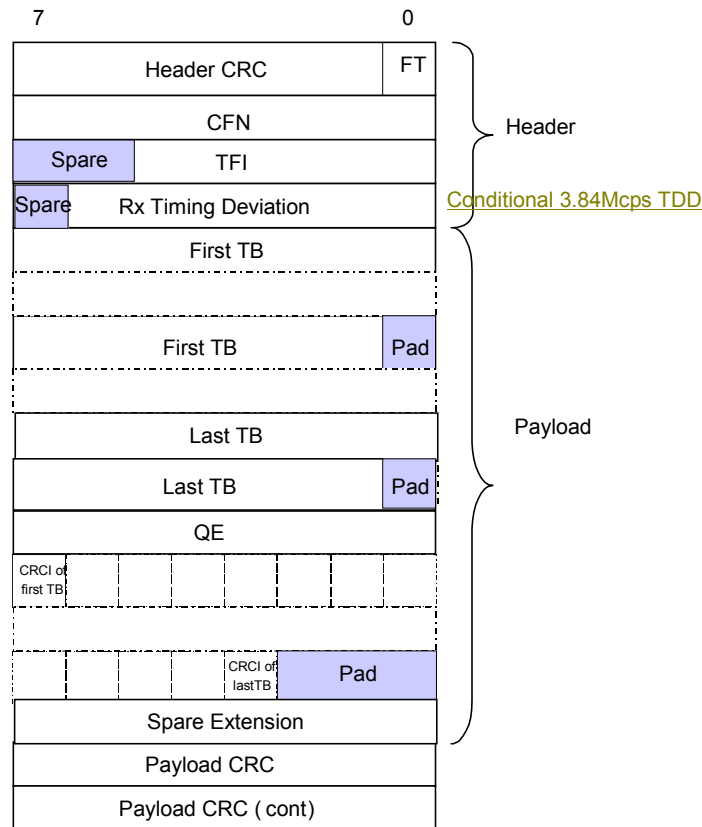 7 0
Header CRC FT
CFN
Header
Spare TFI
Spare Rx Timing Deviation Conditional 3.84Mcps TDD
First TB
First TB Pad
Last TB Payload
Last TB Pad
QE
CRCI of
first TB
CRCI of
lastTB
Pad
Spare Extension
Payload CRC
Payload CRC ( cont)